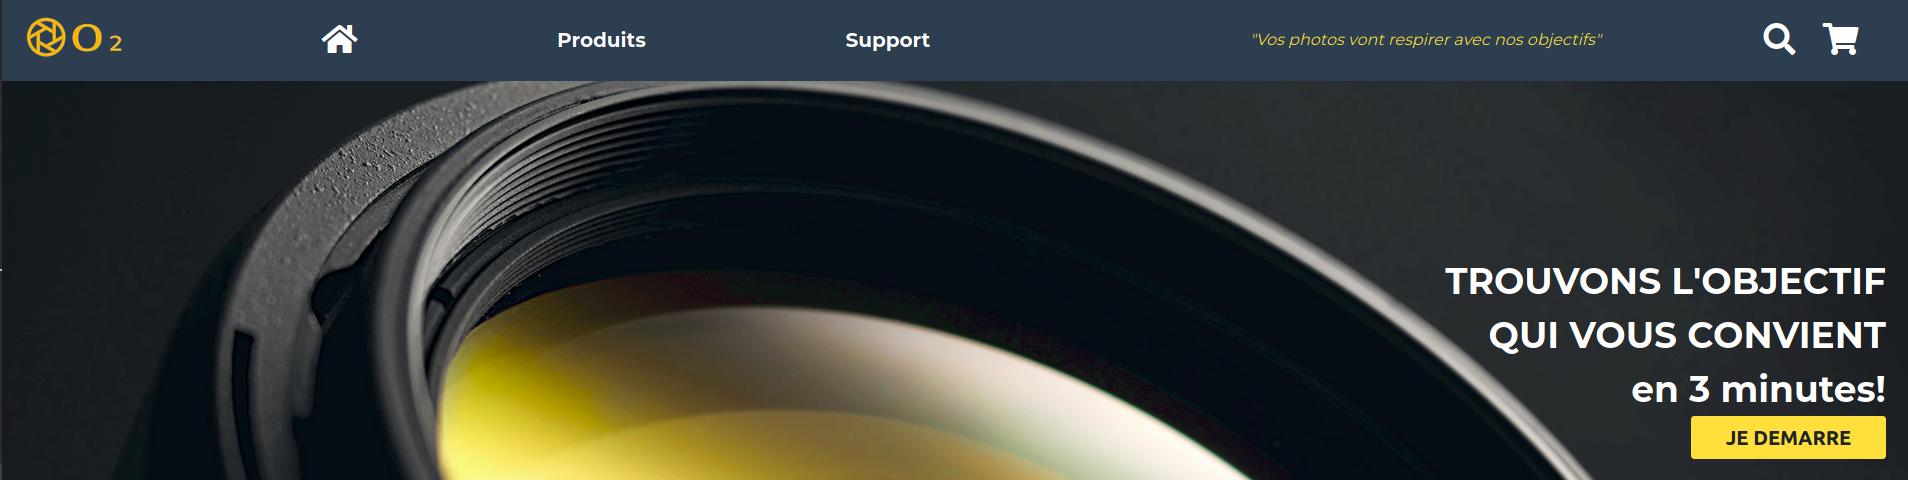 O 2
Produits
Support
"Vos photos vont respirer avec nos objectifs"
TROUVONS L'OBJECTIF
QUI VOUS CONVIENT
en 3 minutes!
JE DEMARRE